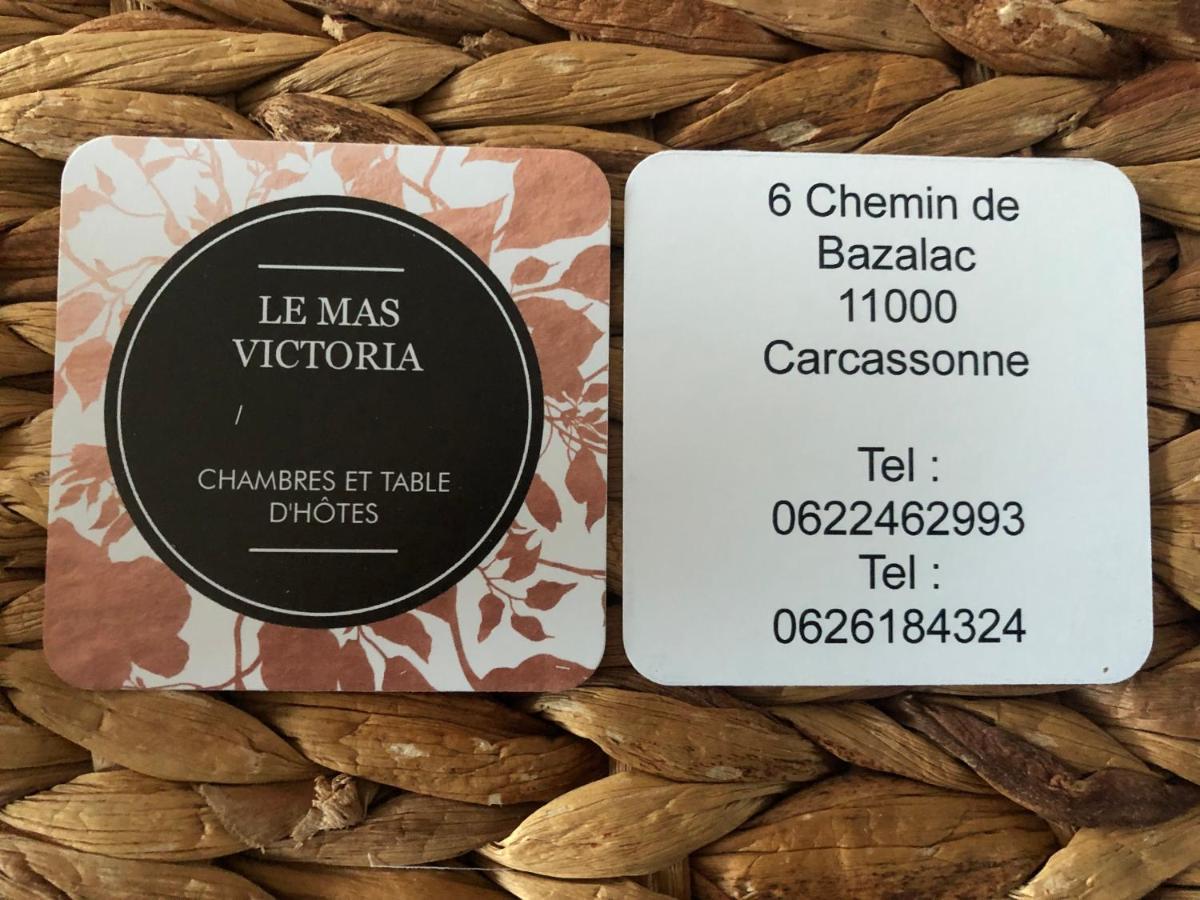 LE MAS
VICTORIA
/
CHAMBRES ET TABLE
D'HÔTES
6 Chemin de
Bazalac
11000
Carcassonne
Tel :
0622462993
Tel :
0626184324